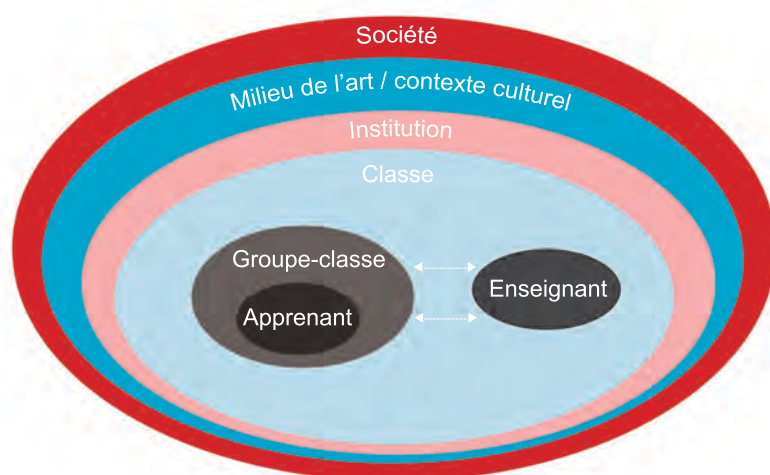 Société
Milieu de l'art / contexte culturel
Institution
Classe
Groupe-classe
Apprenant
Enseignant